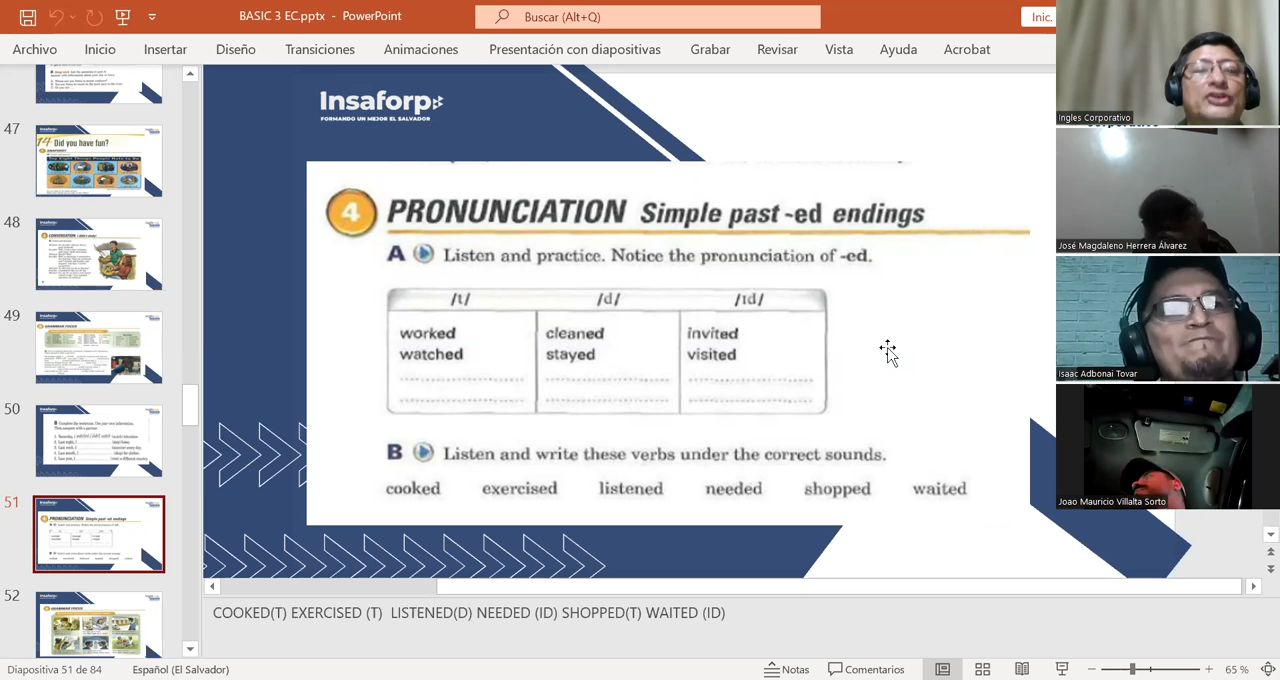 BASIC 3 EC.pptx - PowerPoint
Buscar (Alt+Q)
Inic.
Archivo Inicio Insertar Diseño Transiciones Animaciones Presentación con diapositivas Grabar Revisar Vista Ayuda Acrobat
47
Did you have fun?
48
49
50
51
52
Insaforp
FORMANDO UN MEJOR EL SALVADOR
4 PRONUNCIATION Simple past -ed endings
A Listen and practice. Notice the pronunciation of -ed.
/t/ /d/ /ɪd/
worked cleaned invited
watched stayed visited
B Listen and write these verbs under the correct sounds.
cooked exercised listened needed shopped waited
COOKED(T) EXERCISED (T) LISTENED(D) NEEDED (ID) SHOPPED(T) WAITED (ID)
Diapositiva 51 de 84 Español (El Salvador) Notas Comentarios 65 %
Ingles Corporativo
José Magdaleno Herrera Álvarez
Isaac Adbonai Tovar
Joao Mauricio Villalta Sorto